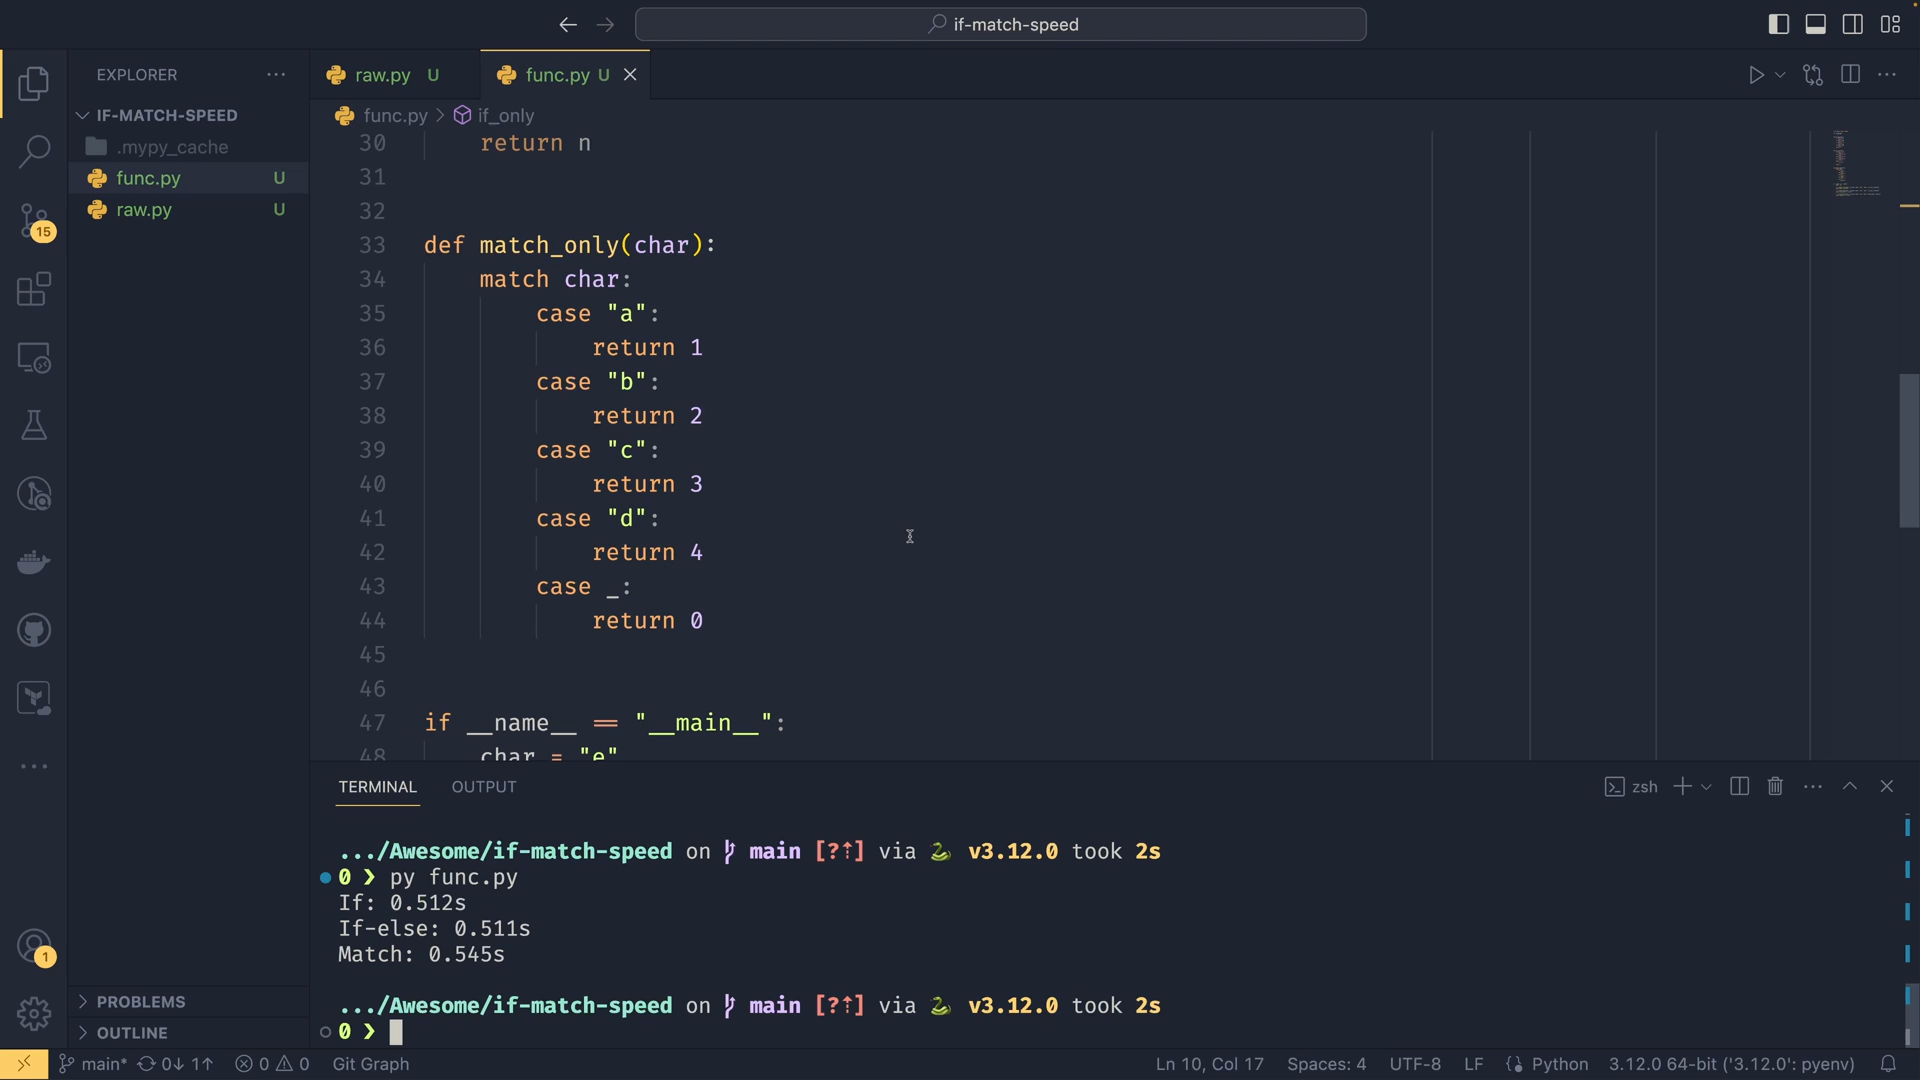 if-match-speed
EXPLORER
raw.py U
func.py U
IF-MATCH-SPEED
.mypy_cache
func.py U
raw.py U
15
1
PROBLEMS
OUTLINE
func.py > if_only
30 return n
31
32
33 def match_only(char):
34 match char:
35 case "a":
36 return 1
37 case "b":
38 return 2
39 case "c":
40 return 3
41 case "d":
42 return 4
43 case _:
44 return 0
45
46
47 if __name__ == "__main__":
48 char = "e"
TERMINAL OUTPUT
zsh
.../Awesome/if-match-speed on main [?⇡] via v3.12.0 took 2s
0 ❯ py func.py
If: 0.512s
If-else: 0.511s
Match: 0.545s
.../Awesome/if-match-speed on main [?⇡] via v3.12.0 took 2s
0 ❯
main* 0↓ 1↑ 0 0 Git Graph Ln 10, Col 17 Spaces: 4 UTF-8 LF Python 3.12.0 64-bit ('3.12.0': pyenv)